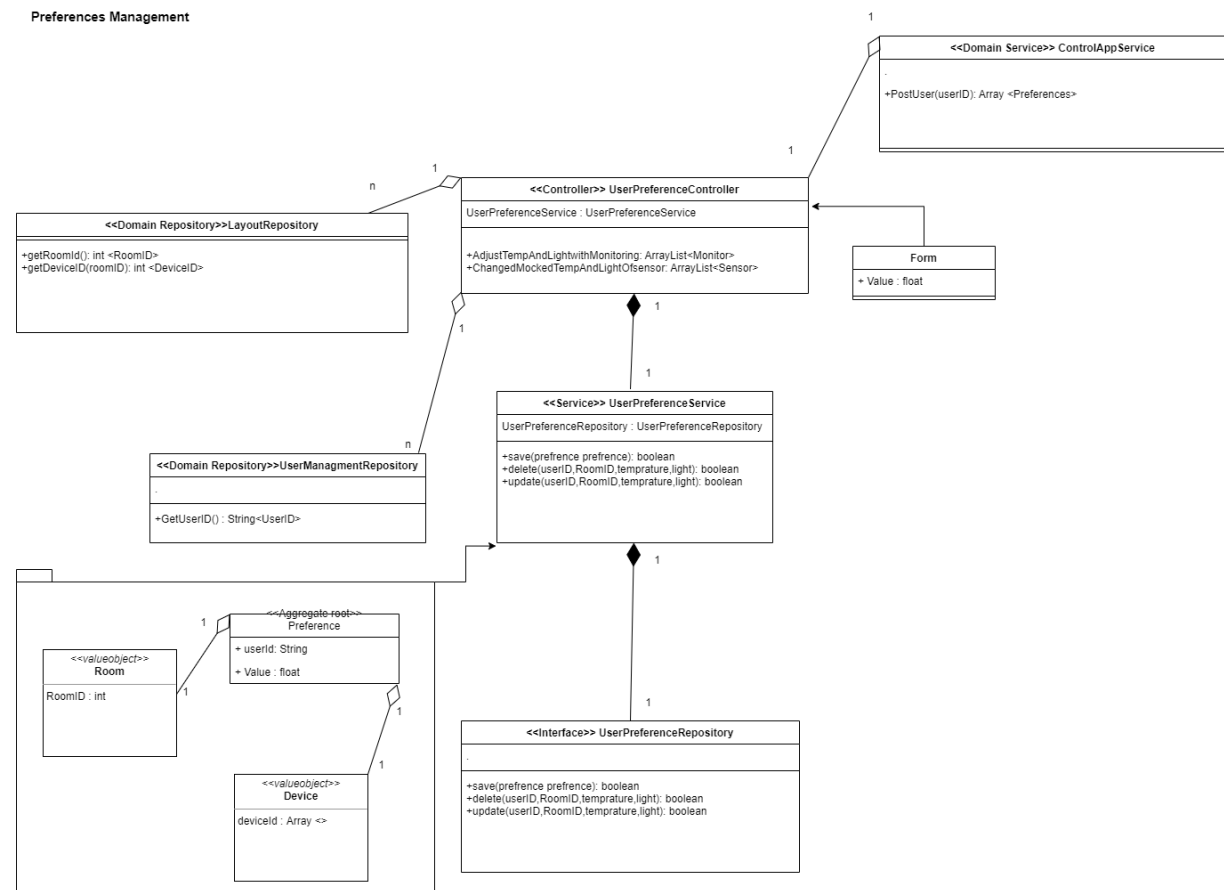 Preferences Management
1
<<Domain Service>> ControlAppService
.
+PostUser(userID): Array <Preferences>
1
1
n
<<Controller>> UserPreferenceController
UserPreferenceService : UserPreferenceService
+AdjustTempAndLightwithMonitoring: ArrayList<Monitor>
+ChangedMockedTempAndLightOfsensor: ArrayList<Sensor>
<<Domain Repository>>LayoutRepository
+getRoomId(): int <RoomID>
+getDeviceID(roomID): int <DeviceID>
Form
+ Value : float
1
1
1
<<Service>> UserPreferenceService
UserPreferenceRepository : UserPreferenceRepository
+save(prefrence prefrence): boolean
+delete(userID,RoomID,temprature,light): boolean
+update(userID,RoomID,temprature,light): boolean
n
<<Domain Repository>>UserManagmentRepository
.
+GetUserID() : String<UserID>
1
<<Aggregate root>>
Preference
+ userId: String
+ Value : float
1
1
<<valueobject>>
Room
RoomID : int
1
1
<<valueobject>>
Device
deviceId : Array <>
1
<<Interface>> UserPreferenceRepository
.
+save(prefrence prefrence): boolean
+delete(userID,RoomID,temprature,light): boolean
+update(userID,RoomID,temprature,light): boolean